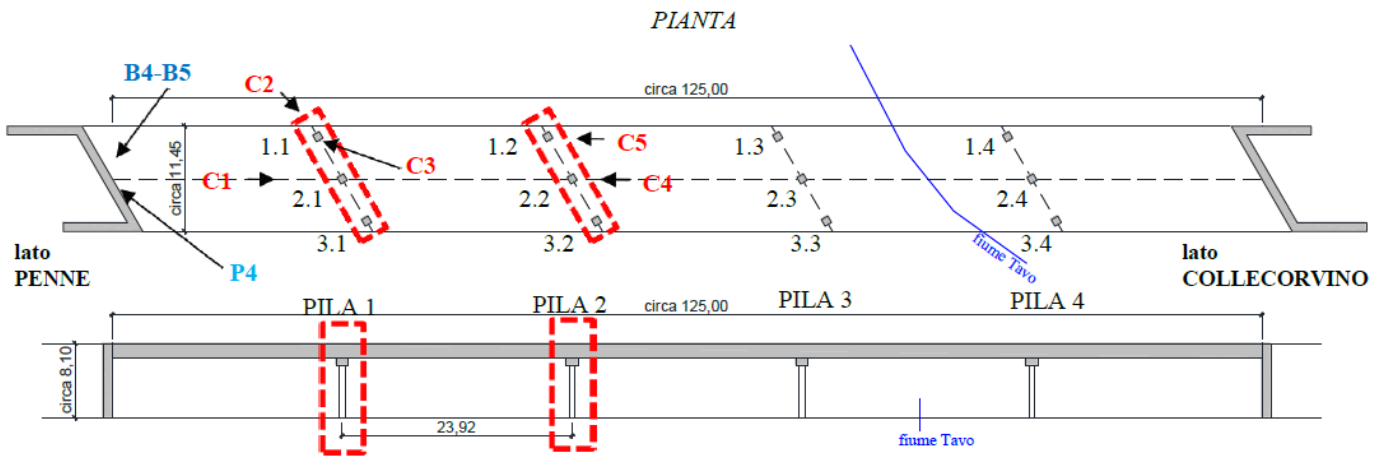 PIANTA
B4-B5
C2
circa 125,00
1.1
C3
1.2
C5
1.3
1.4
circa 11,45
C1
2.1
2.2
C4
2.3
2.4
3.1
3.2
3.3
3.4
fiume Tavo
lato
PENNE
P4
lato
COLLECORVINO
PILA 1
PILA 2
PILA 3
PILA 4
circa 125,00
circa 8,10
23,92
fiume Tavo